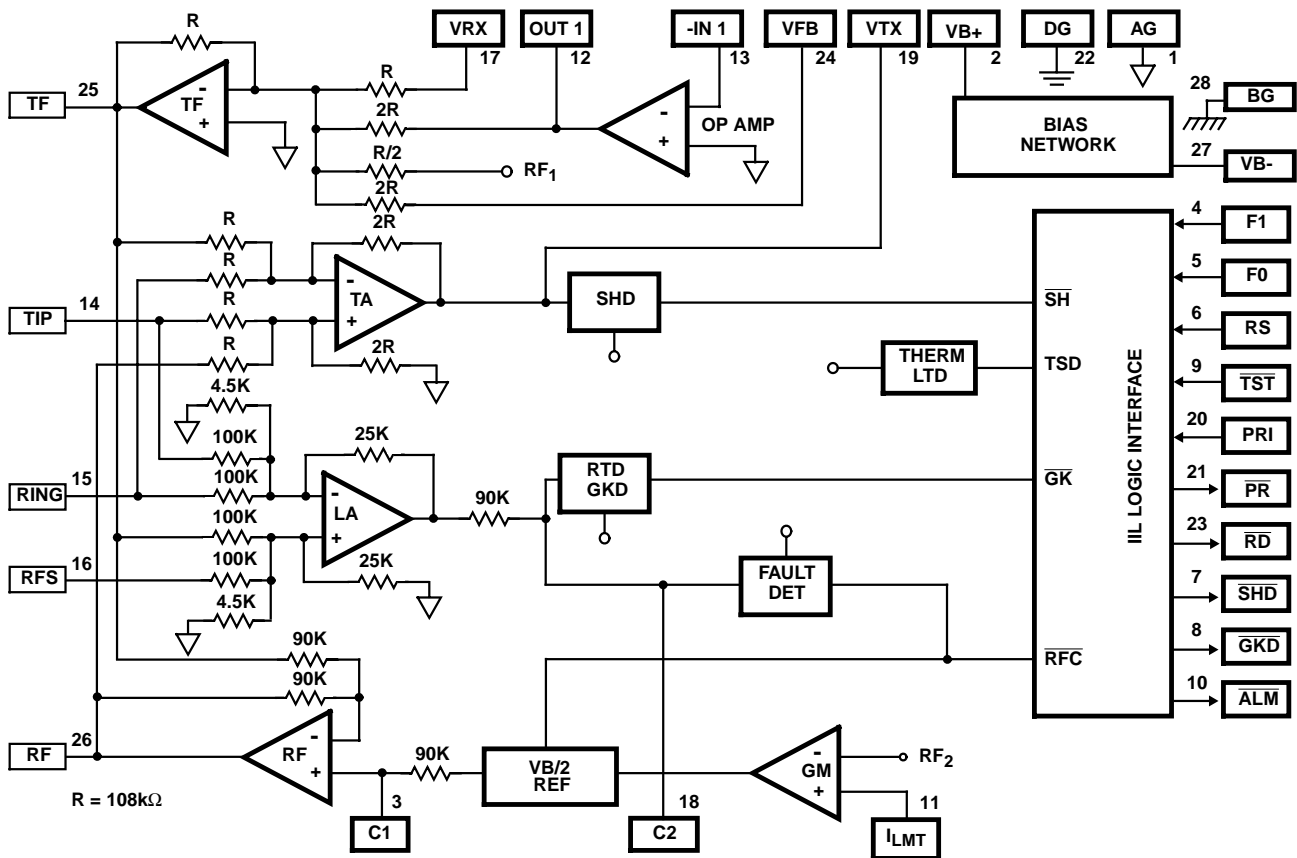 R
VRX
17
OUT 1
12
-IN 1
13
VFB
24
VTX
19
VB+
2
DG
22
AG
1
TF
25
-
TF
+
R
2R
R/2
2R
RF1
-
+
OP AMP
BIAS
NETWORK
28
BG
27
VB-
R
R
R
R
2R
-
TA
+
2R
TIP
14
SHD
THERM
LTD
SH
TSD
GK
RFC
IIL LOGIC INTERFACE
4
F1
5
F0
6
RS
9
TST
20
PRI
21
PR
23
RD
7
SHD
8
GKD
10
ALM
4.5K
100K
100K
100K
100K
4.5K
RING
15
RFS
16
25K
-
LA
+
25K
90K
RTD
GKD
FAULT
DET
90K
90K
RF
26
-
RF
+
90K
VB/2
REF
-
GM
+
RF2
R = 108kΩ
3
C1
18
C2
11
ILMT